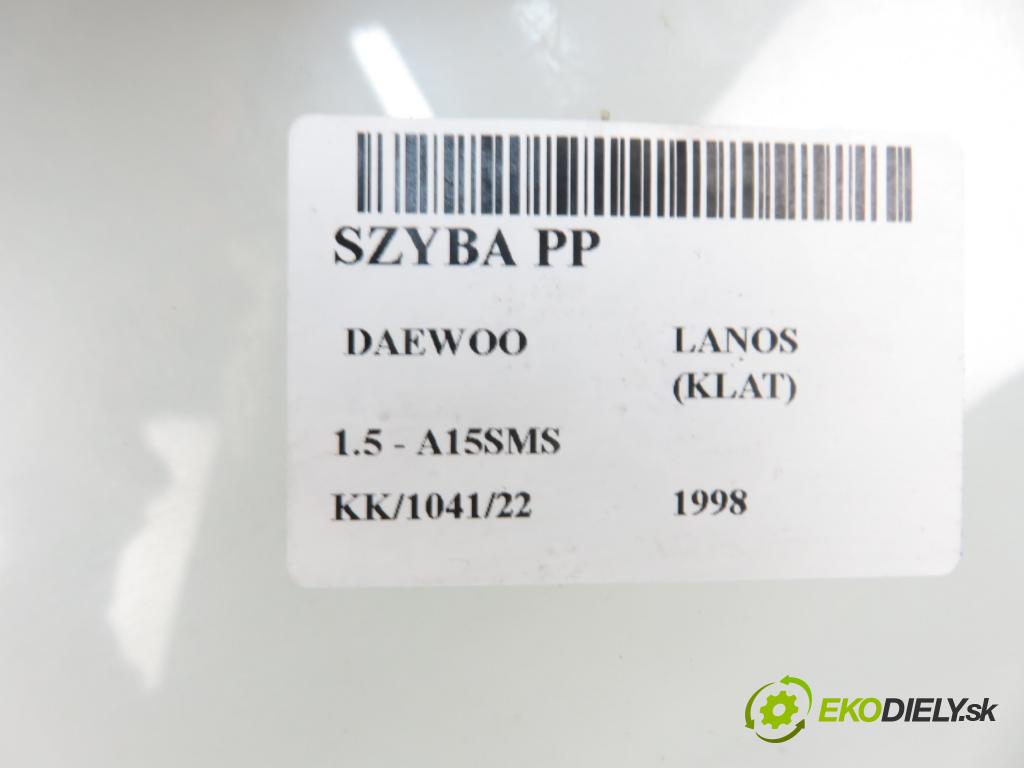 SZYBA PP
DAEWOO LANOS
(KLAT)
1.5 - A15SMS
KK/1041/22 1998
EKODIELY.sk